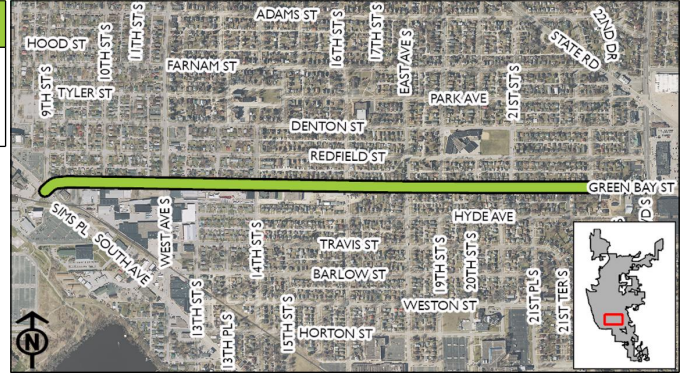 ADAMS ST
22ND DR
HOOD ST
10TH ST S
11TH ST S
16TH ST S
17TH ST S
EAST AVE S
STATE RD
FARNAM ST
9TH ST S
TYLER ST
PARK AVE
21ST ST S
DENTON ST
REDFIELD ST
GREEN BAY ST
SIMS PL
SOUTH AVE
WEST AVE S
HYDE AVE
14TH ST S
TRAVIS ST
19TH ST S
20TH ST S
BARLOW ST
WESTON ST
13TH ST S
13TH PL S
15TH ST S
HORTON ST
21ST PL S
21ST TER S
N